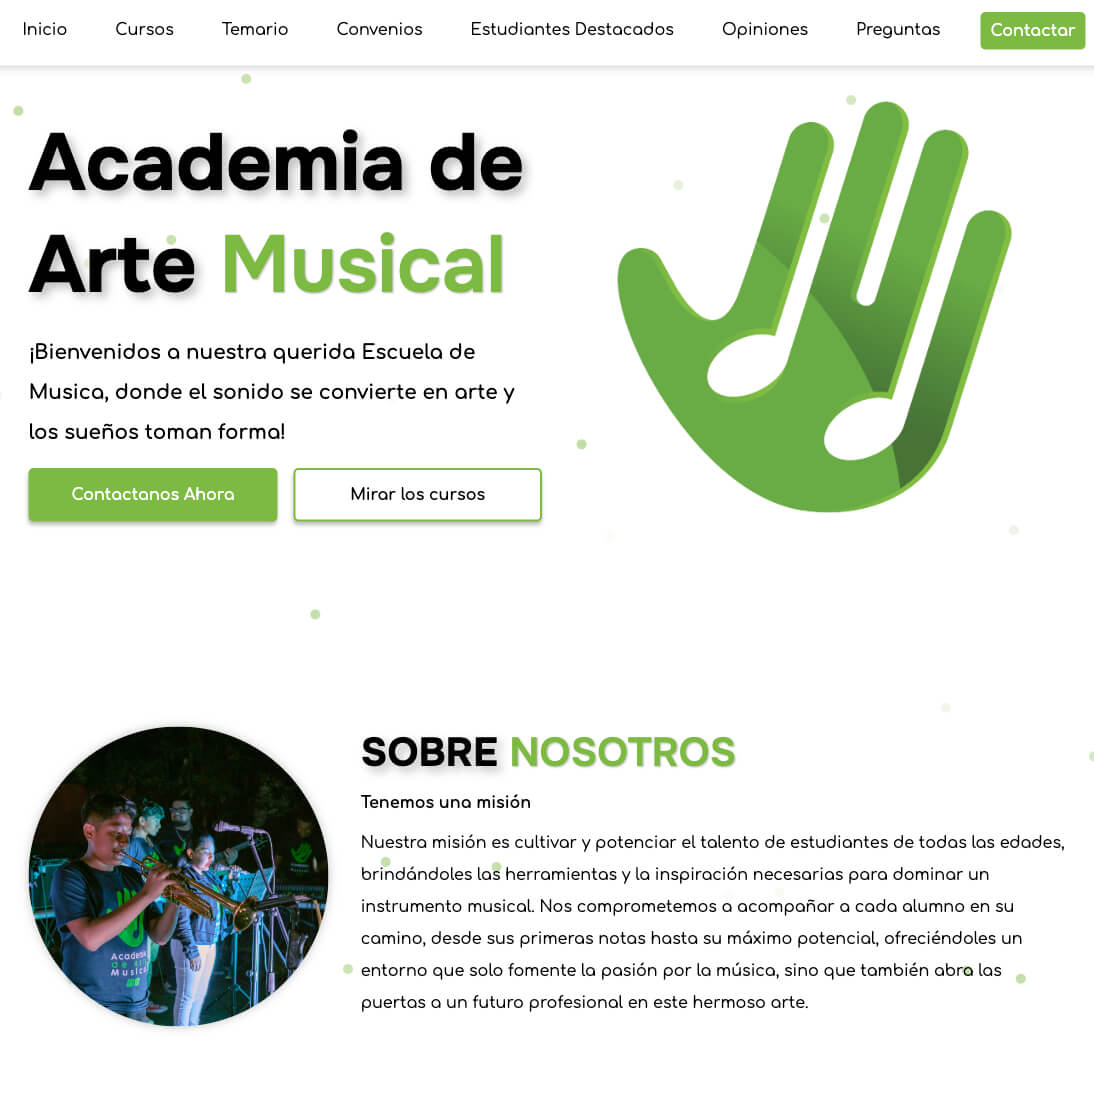 Inicio
Cursos
Temario
Convenios
Estudiantes Destacados
Opiniones
Preguntas
Contactar
Academia de
Arte Musical
¡Bienvenidos a nuestra querida Escuela de
Musica, donde el sonido se convierte en arte y
los sueños toman forma!
Contactanos Ahora
Mirar los cursos
SOBRE NOSOTROS
Tenemos una misión
Nuestra misión es cultivar y potenciar el talento de estudiantes de todas las edades,
brindándoles las herramientas y la inspiración necesarias para dominar un
instrumento musical. Nos comprometemos a acompañar a cada alumno en su
camino, desde sus primeras notas hasta su máximo potencial, ofreciéndoles un
entorno que solo fomente la pasión por la música, sino que también abra las
puertas a un futuro profesional en este hermoso arte.
Academia
de Arte
Musical